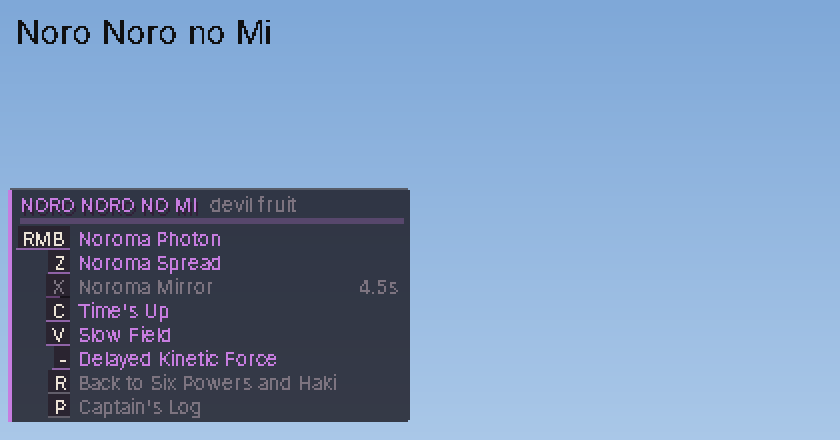 Noro Noro no Mi
NORO NORO NO MI devil fruit
RMB Noroma Photon
Z Noroma Spread
X Noroma Mirror 4.5s
C Time's Up
V Slow Field
- Delayed Kinetic Force
R Back to Six Powers and Haki
P Captain's Log